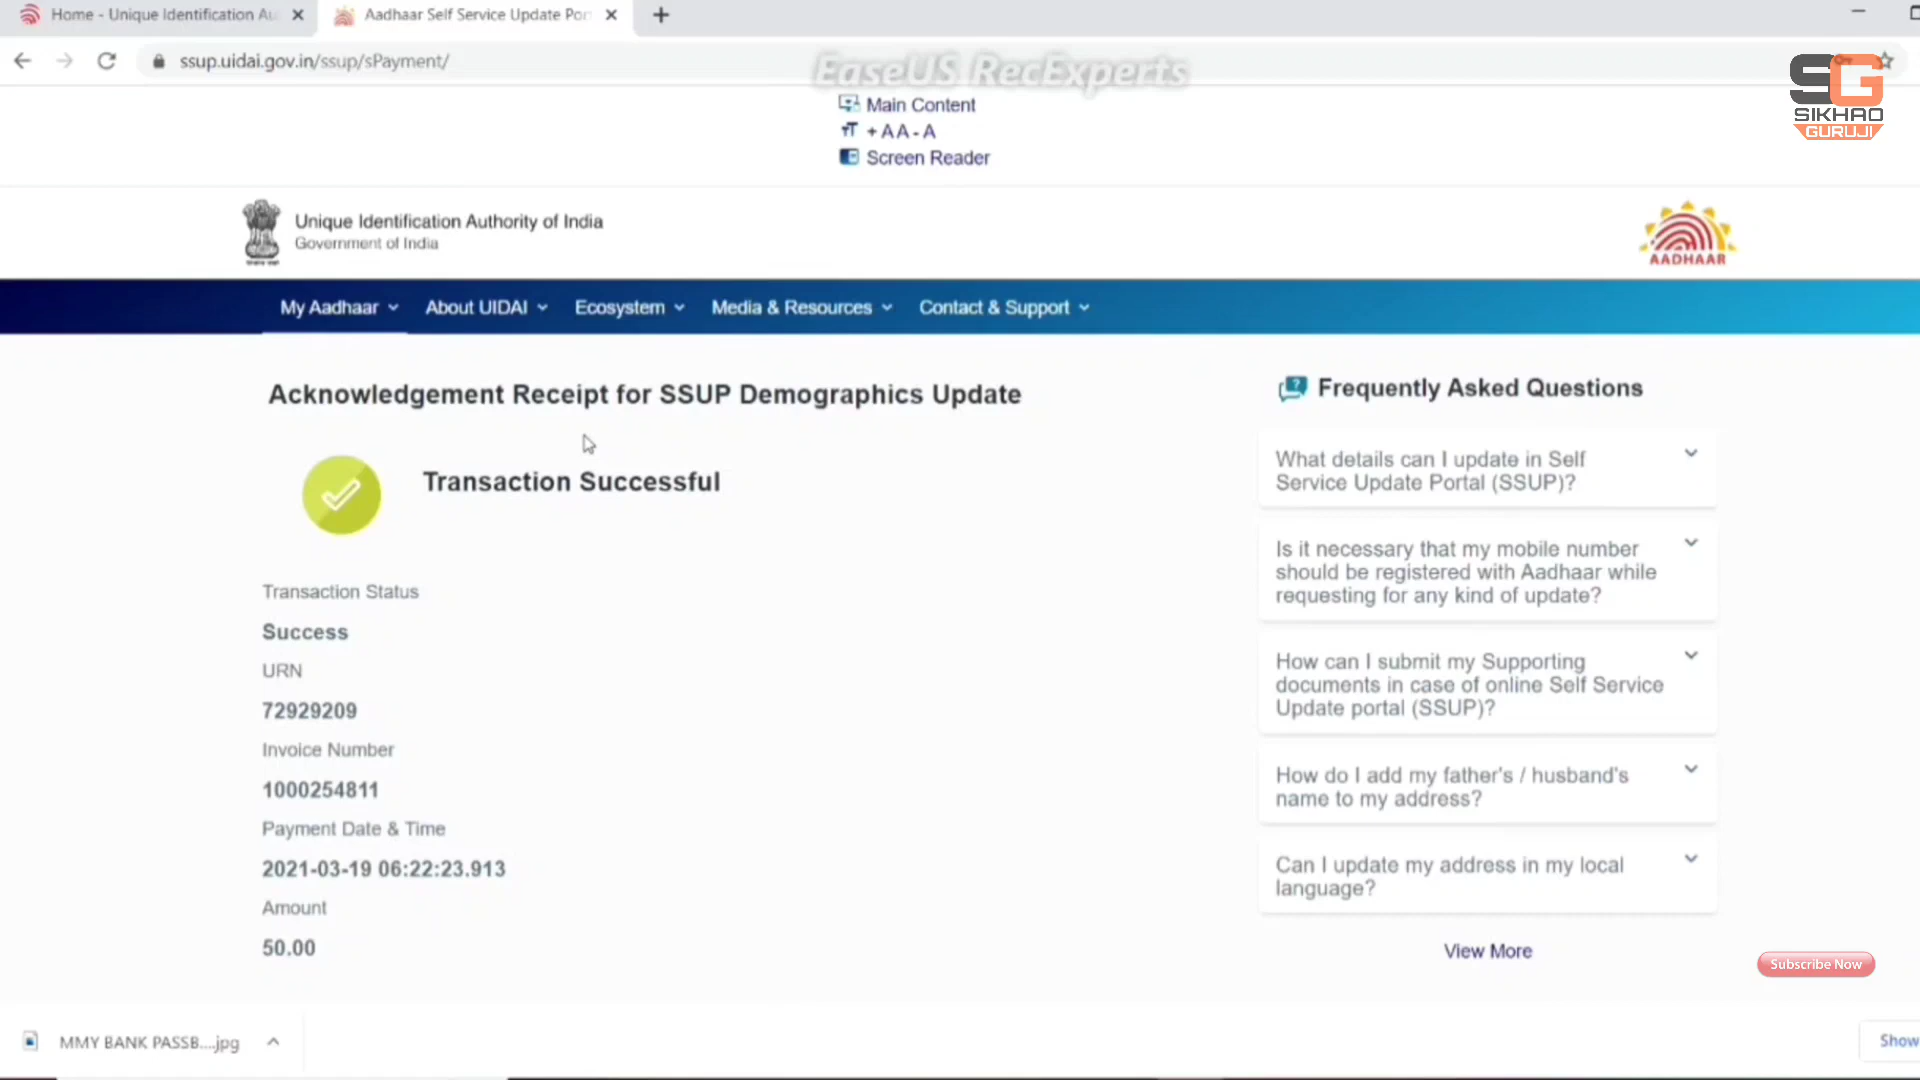 Home - Unique Identification Au
Aadhaar Self Service Update Por
ssup.uidai.gov.in/ssup/sPayment/
EaseUS RecExperts
SG
SIKHAO
GURUJI
Main Content
+ A A - A
Screen Reader
Unique Identification Authority of India
Government of India
AADHAAR
My Aadhaar
About UIDAI
Ecosystem
Media & Resources
Contact & Support
Acknowledgement Receipt for SSUP Demographics Update
Transaction Successful
Transaction Status
Success
URN
72929209
Invoice Number
1000254811
Payment Date & Time
2021-03-19 06:22:23.913
Amount
50.00
Frequently Asked Questions
What details can I update in Self
Service Update Portal (SSUP)?
Is it necessary that my mobile number
should be registered with Aadhaar while
requesting for any kind of update?
How can I submit my Supporting
documents in case of online Self Service
Update portal (SSUP)?
How do I add my father's / husband's
name to my address?
Can I update my address in my local
language?
View More
Subscribe Now
MMY BANK PASSB....jpg
Show